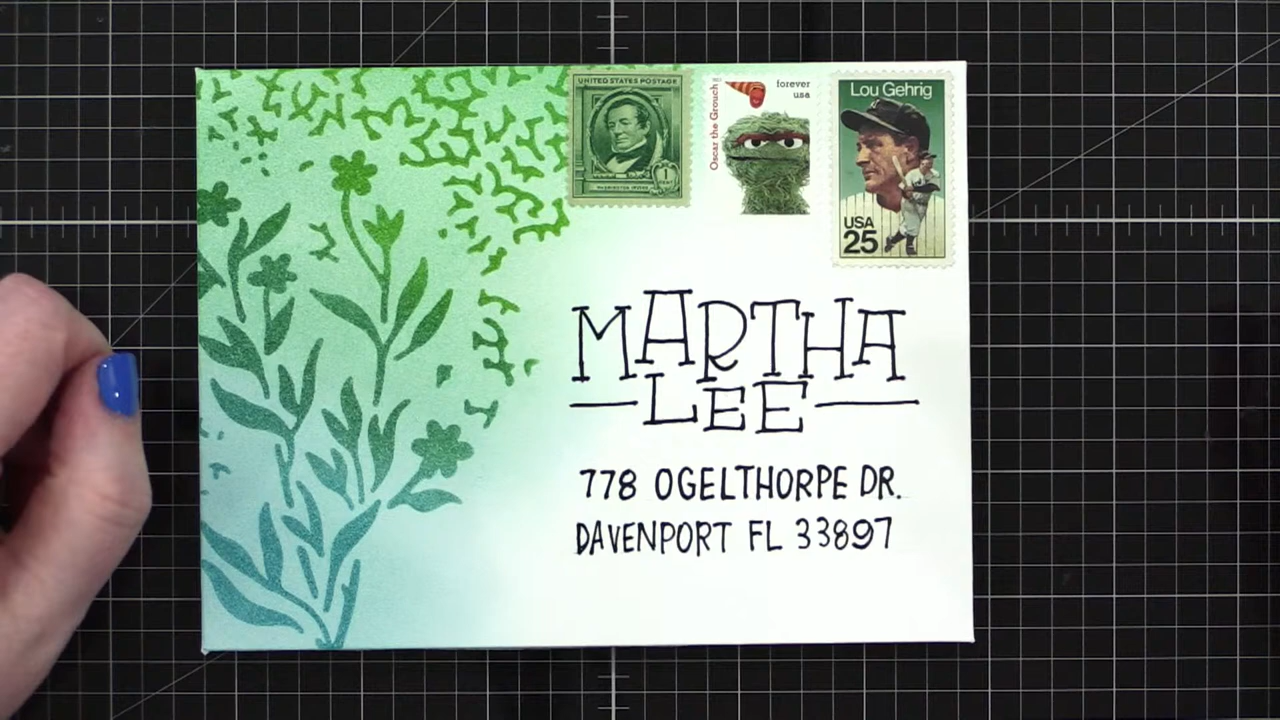 UNITED STATES POSTAGE
1
CENT
WASHINGTON IRVING
Oscar the Grouch
forever
usa
Lou Gehrig
USA
25
MARTHA
LEE
778 OGELTHORPE DR.
DAVENPORT FL 33897